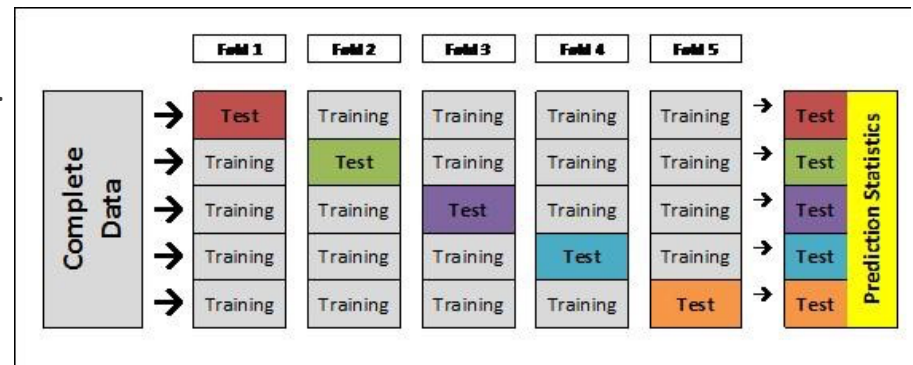 Fold 1 Fold 2 Fold 3 Fold 4 Fold 5
Complete Data
Test Training Training Training Training Test
Training Test Training Training Training Test
Training Training Test Training Training Test
Training Training Training Test Training Test
Training Training Training Training Test Test
Prediction Statistics